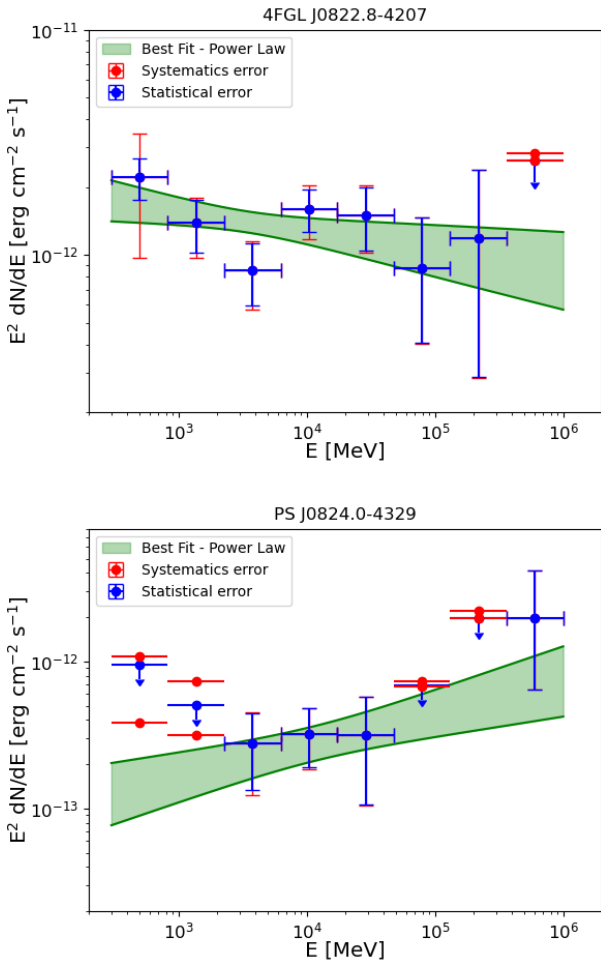 4FGL J0822.8-4207
10⁻¹¹
Best Fit - Power Law
Systematics error
Statistical error
E² dN/dE [erg cm⁻² s⁻¹]
10⁻¹²
10³ 10⁴ 10⁵ 10⁶
E [MeV]
PS J0824.0-4329
Best Fit - Power Law
Systematics error
Statistical error
E² dN/dE [erg cm⁻² s⁻¹]
10⁻¹²
10⁻¹³
10³ 10⁴ 10⁵ 10⁶
E [MeV]